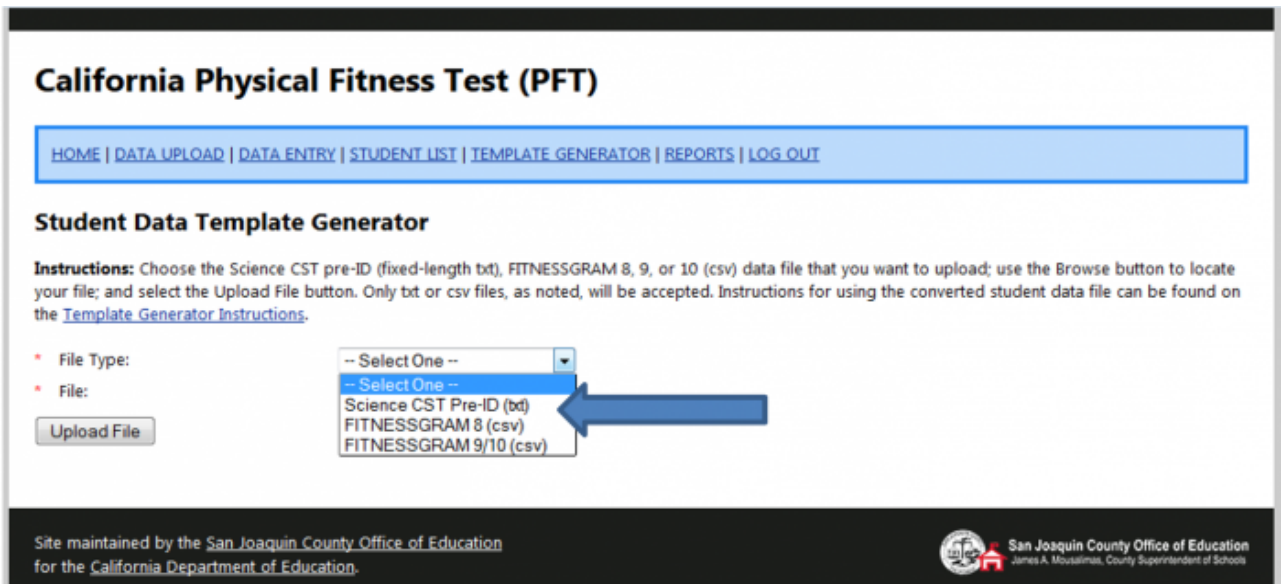 California Physical Fitness Test (PFT)
HOME | DATA UPLOAD | DATA ENTRY | STUDENT LIST | TEMPLATE GENERATOR | REPORTS | LOG OUT
Student Data Template Generator
Instructions: Choose the Science CST pre-ID (fixed-length txt), FITNESSGRAM 8, 9, or 10 (csv) data file that you want to upload; use the Browse button to locate
your file; and select the Upload File button. Only txt or csv files, as noted, will be accepted. Instructions for using the converted student data file can be found on
the Template Generator Instructions.
* File Type:
-- Select One --
* File:
-- Select One --
Science CST Pre-ID (txt)
FITNESSGRAM 8 (csv)
FITNESSGRAM 9/10 (csv)
Upload File
Site maintained by the San Joaquin County Office of Education
for the California Department of Education.
San Joaquin County Office of Education
James A. Mousalimas, County Superintendent of Schools